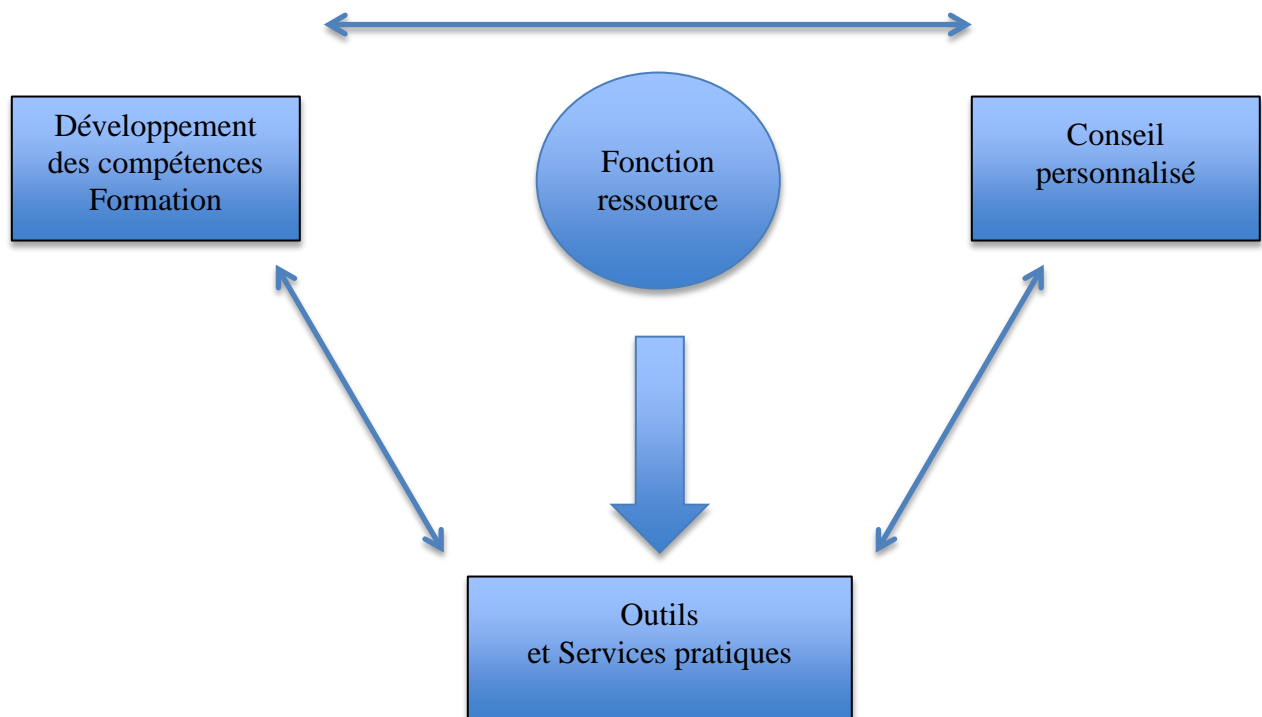 Développement
des compétences
Formation
Fonction
ressource
Conseil
personnalisé
Outils
et Services pratiques